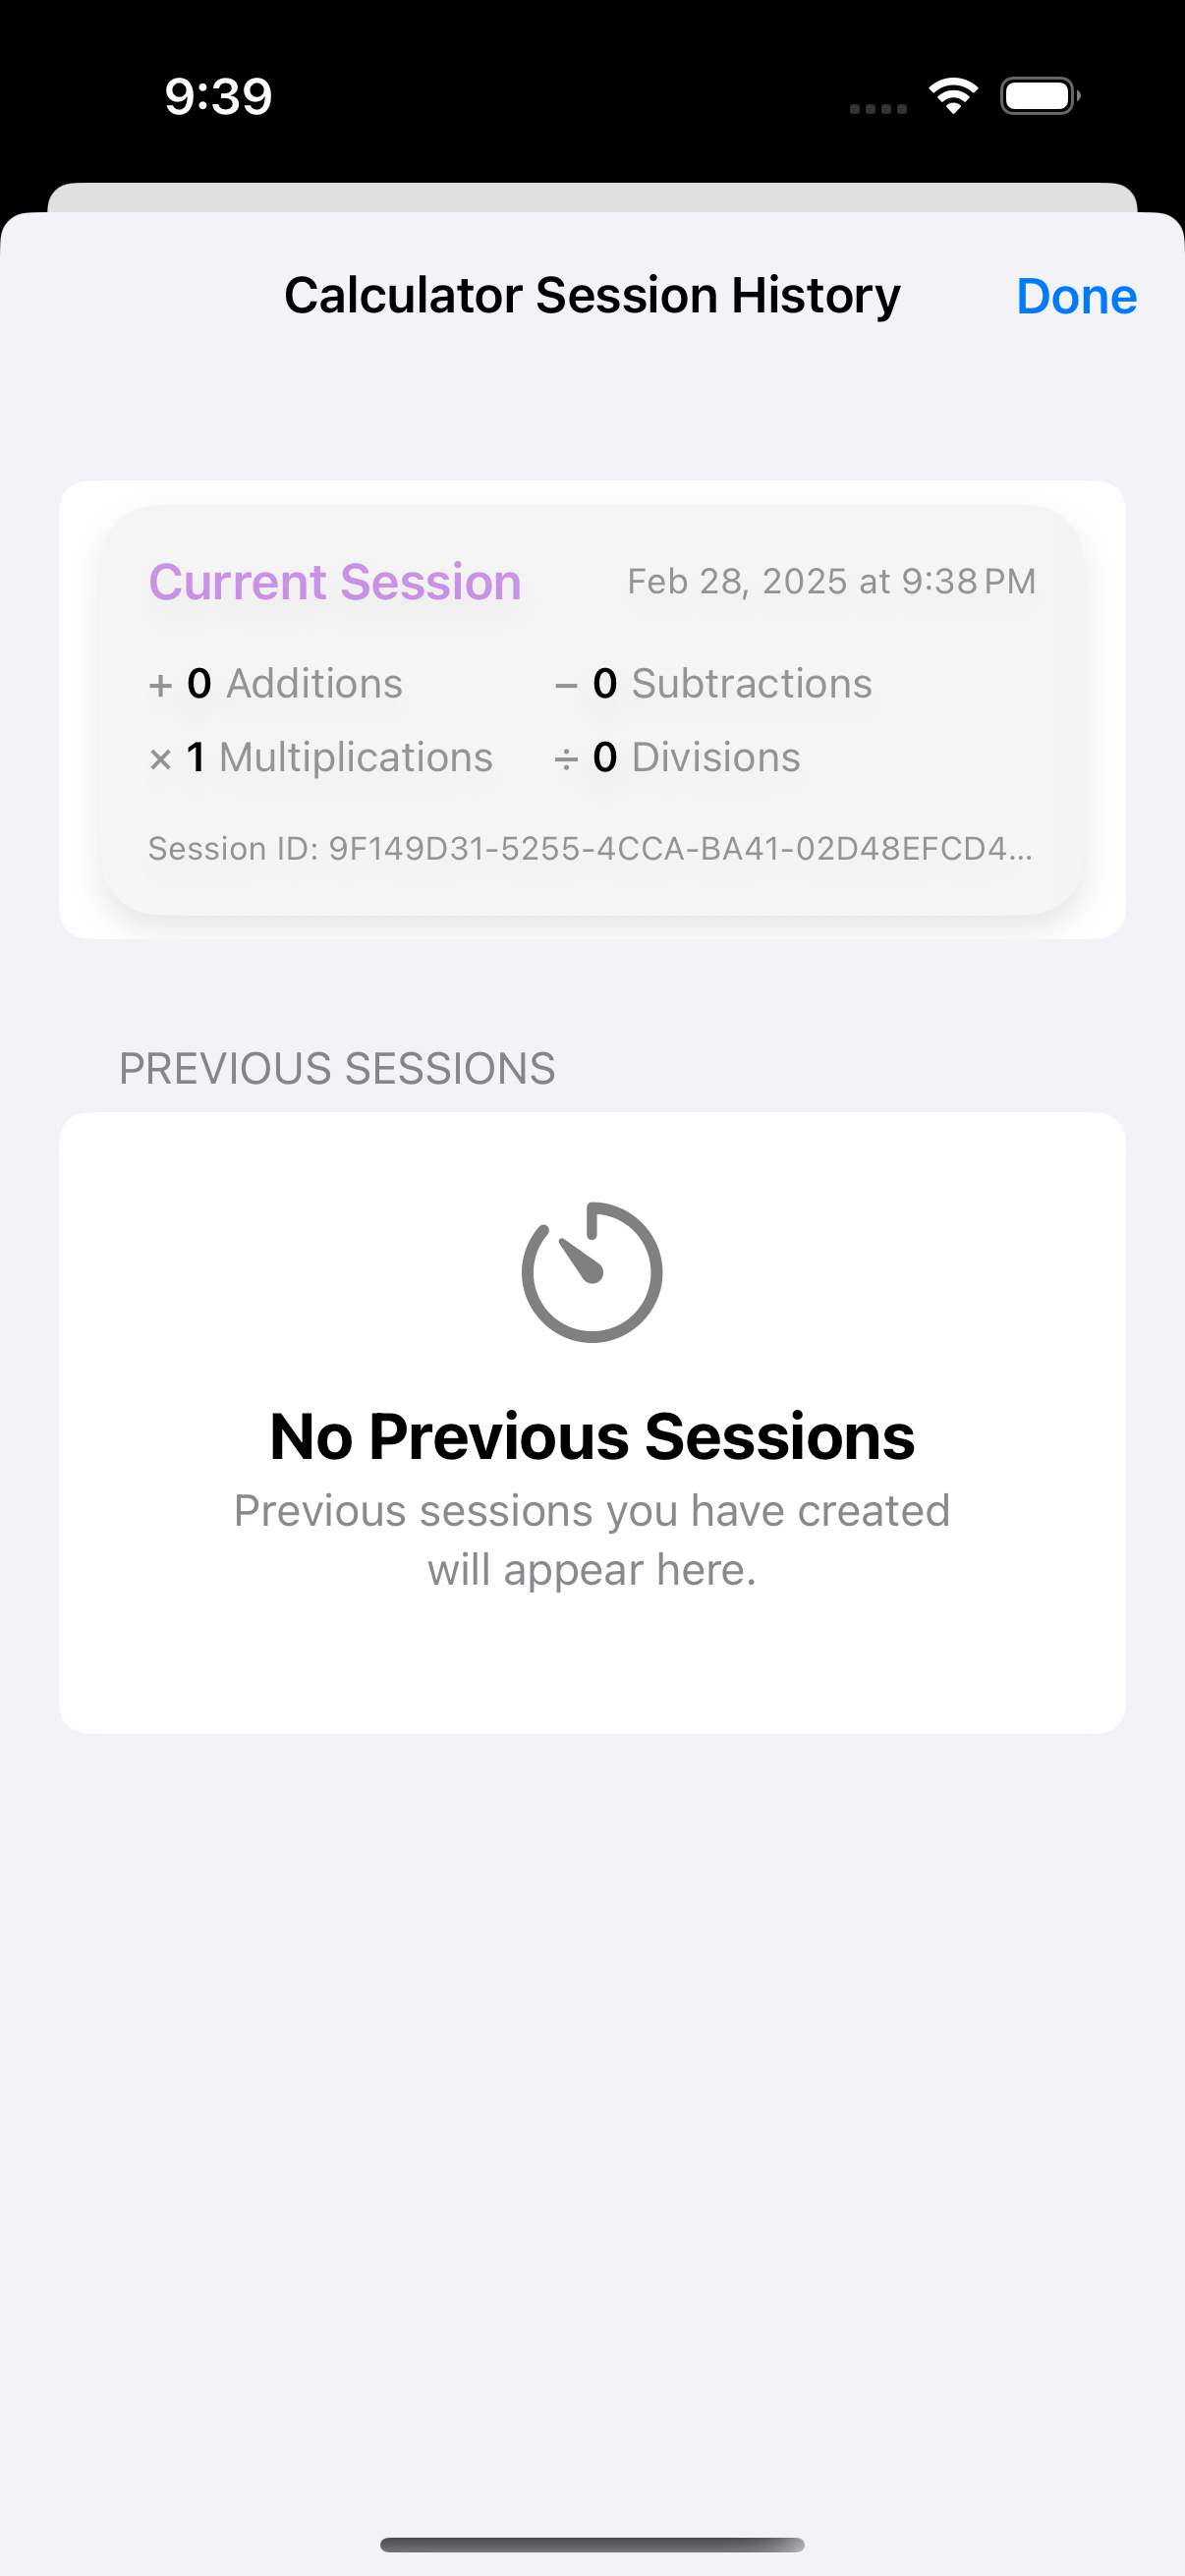 9:39
Calculator Session History Done
Current Session Feb 28, 2025 at 9:38 PM
+ 0 Additions − 0 Subtractions
× 1 Multiplications ÷ 0 Divisions
Session ID: 9F149D31-5255-4CCA-BA41-02D48EFCD4...
PREVIOUS SESSIONS
No Previous Sessions
Previous sessions you have created
will appear here.